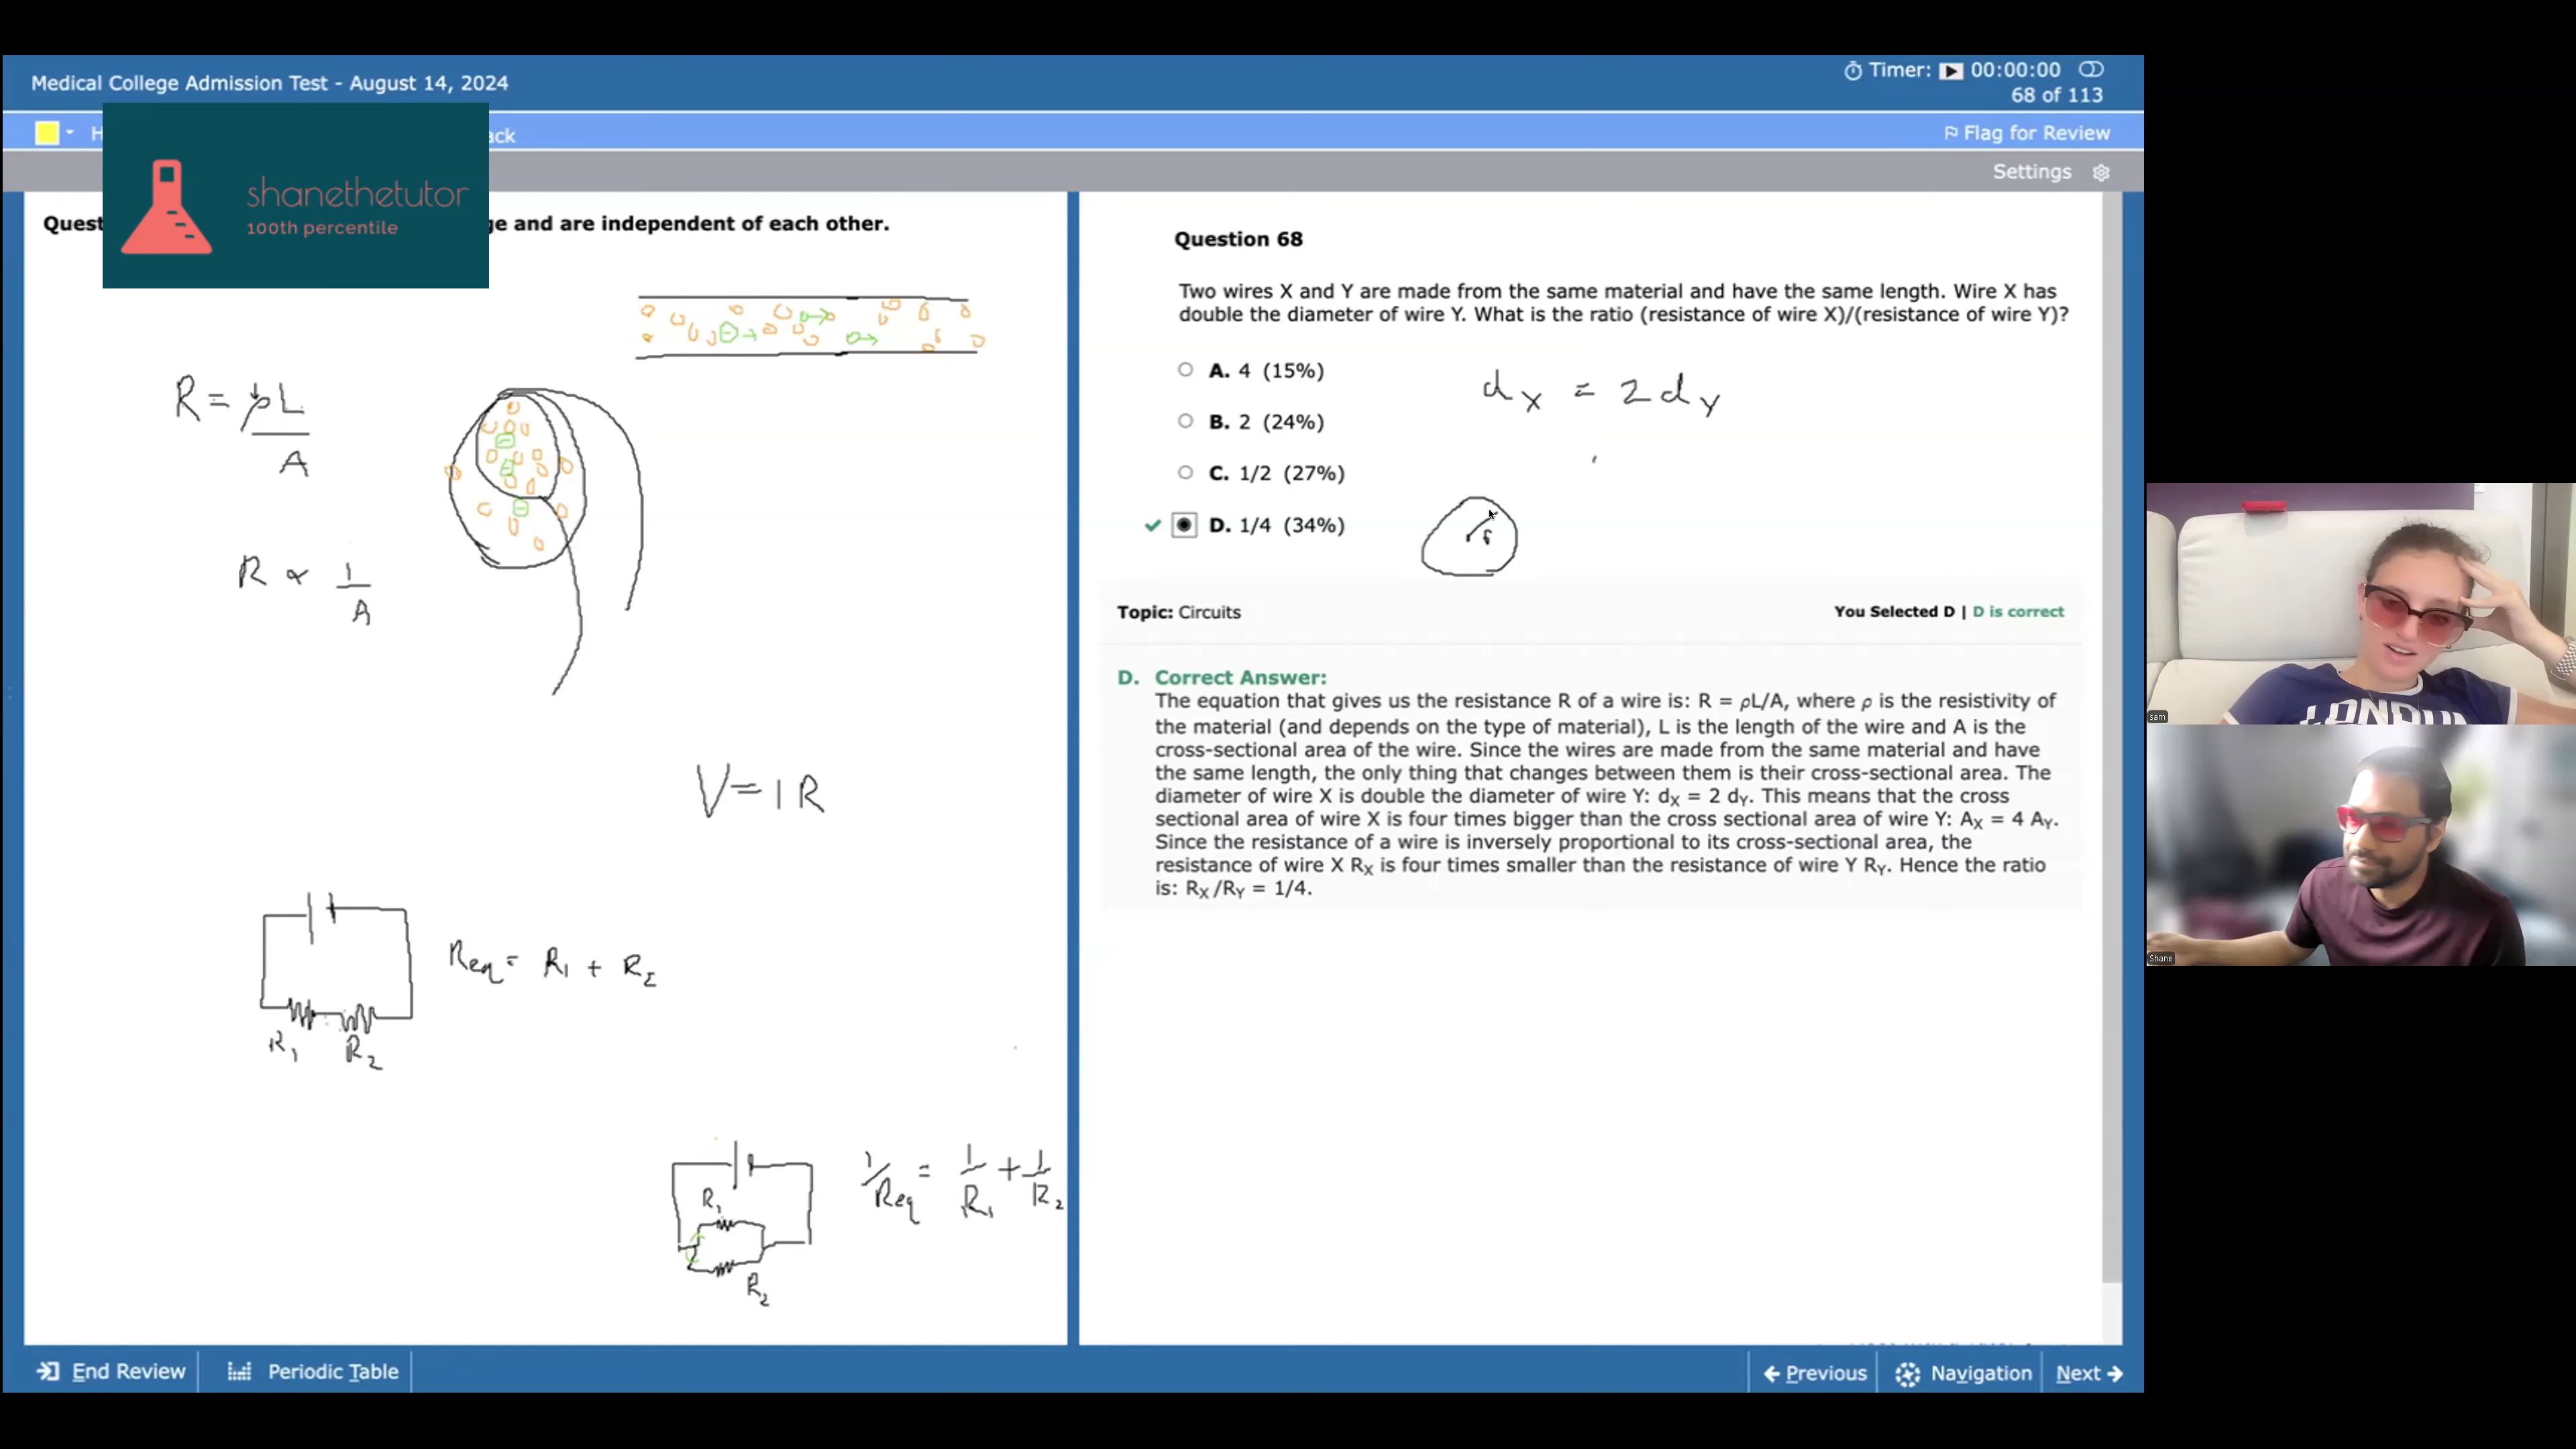 Medical College Admission Test - August 14, 2024
Timer: 00:00:00
68 of 113
H
ack
Flag for Review
Settings
shanethetutor
100th percentile
Quest
ge and are independent of each other.
R = ρL
A
R ∝ 1
A
V = I R
Req = R1 + R2
R1 R2
R1
R2
1/Req = 1/R1 + 1/R2
Question 68
Two wires X and Y are made from the same material and have the same length. Wire X has
double the diameter of wire Y. What is the ratio (resistance of wire X)/(resistance of wire Y)?
A. 4 (15%)
B. 2 (24%)
C. 1/2 (27%)
D. 1/4 (34%)
dX = 2dY
r
Topic: Circuits
You Selected D | D is correct
D. Correct Answer:
The equation that gives us the resistance R of a wire is: R = ρL/A, where ρ is the resistivity of
the material (and depends on the type of material), L is the length of the wire and A is the
cross-sectional area of the wire. Since the wires are made from the same material and have
the same length, the only thing that changes between them is their cross-sectional area. The
diameter of wire X is double the diameter of wire Y: dX = 2 dY. This means that the cross
sectional area of wire X is four times bigger than the cross sectional area of wire Y: AX = 4 AY.
Since the resistance of a wire is inversely proportional to its cross-sectional area, the
resistance of wire X RX is four times smaller than the resistance of wire Y RY. Hence the ratio
is: RX/RY = 1/4.
End Review
Periodic Table
Previous
Navigation
Next
sam
LONDON
Shane